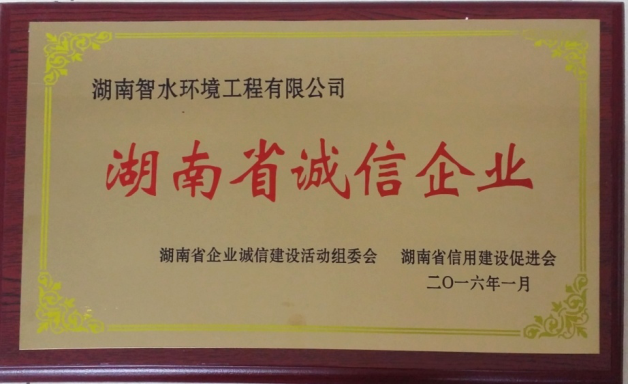 湖南智水环境工程有限公司
湖南省诚信企业
湖南省企业诚信建设活动组委会 湖南省信用建设促进会
二〇一六年一月